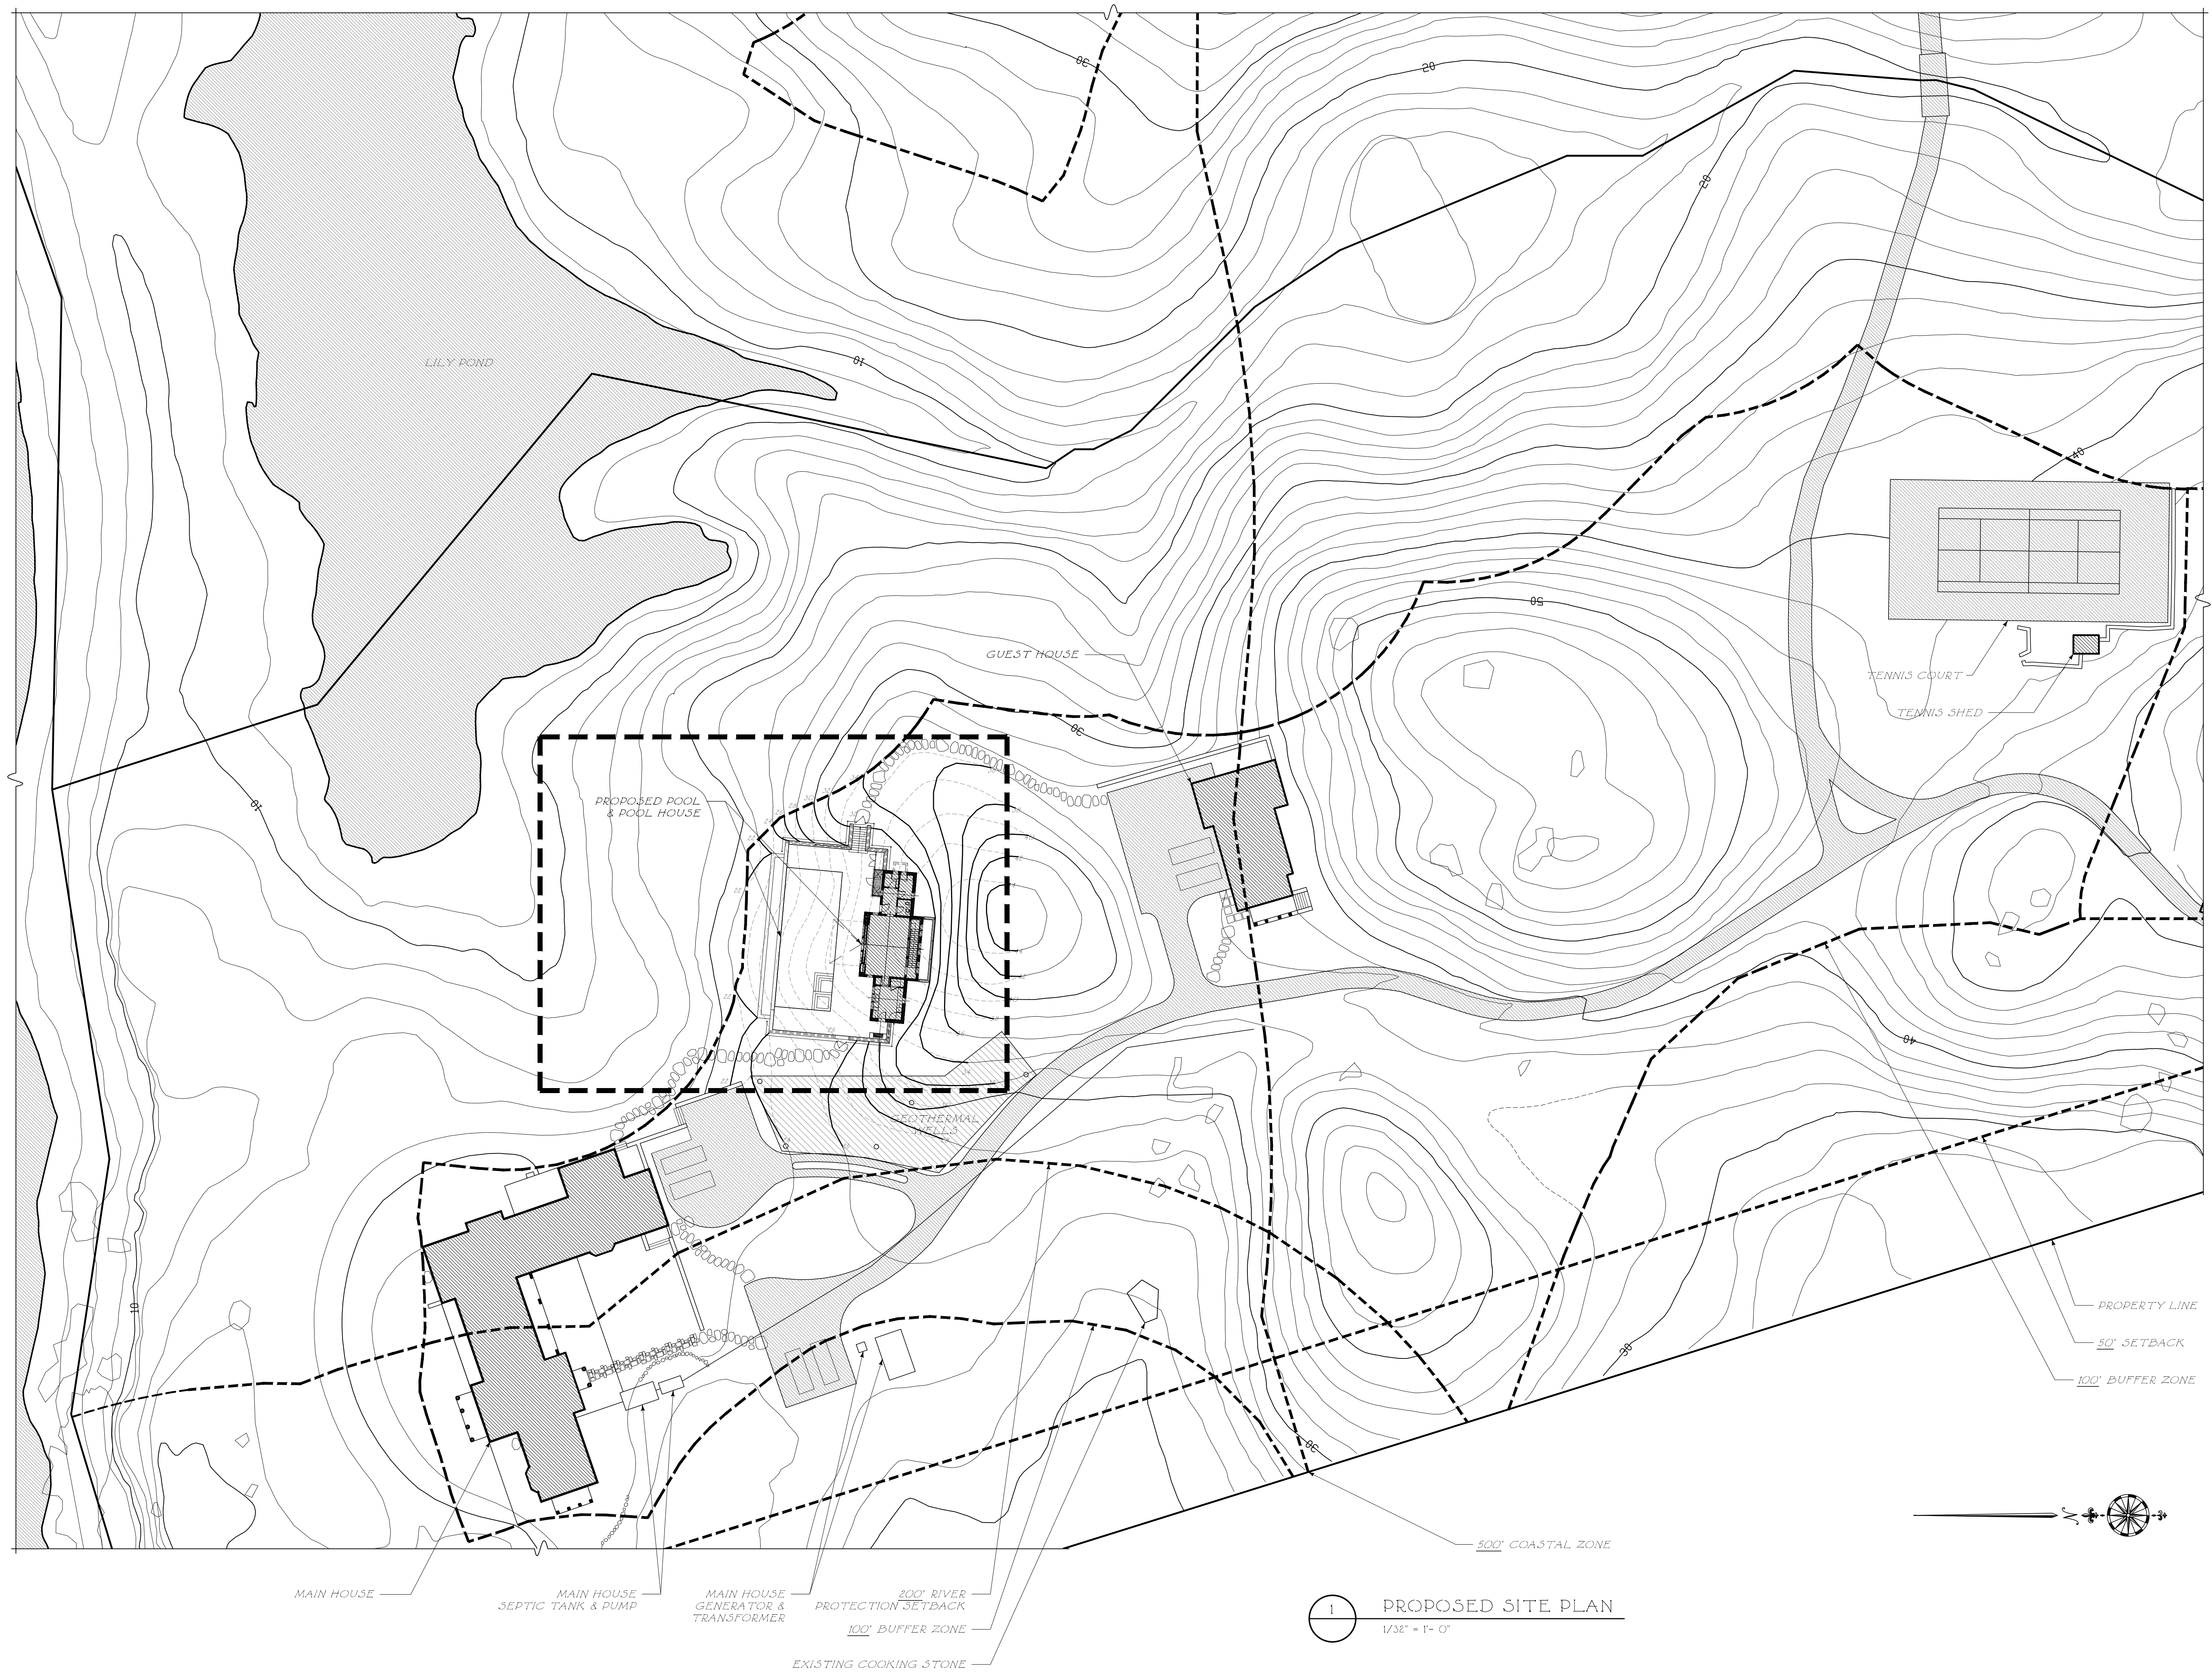 30
20
20
10
LILY POND
40
50
GUEST HOUSE
TENNIS COURT
TENNIS SHED
30
PROPOSED POOL
& POOL HOUSE
10
22
40
GEOTHERMAL
WELLS
10
PROPERTY LINE
50' SETBACK
30
100' BUFFER ZONE
30
N
500' COASTAL ZONE
MAIN HOUSE
MAIN HOUSE
SEPTIC TANK & PUMP
MAIN HOUSE
GENERATOR &
TRANSFORMER
200' RIVER
PROTECTION SETBACK
100' BUFFER ZONE
EXISTING COOKING STONE
1
PROPOSED SITE PLAN
1/32" = 1'- 0"